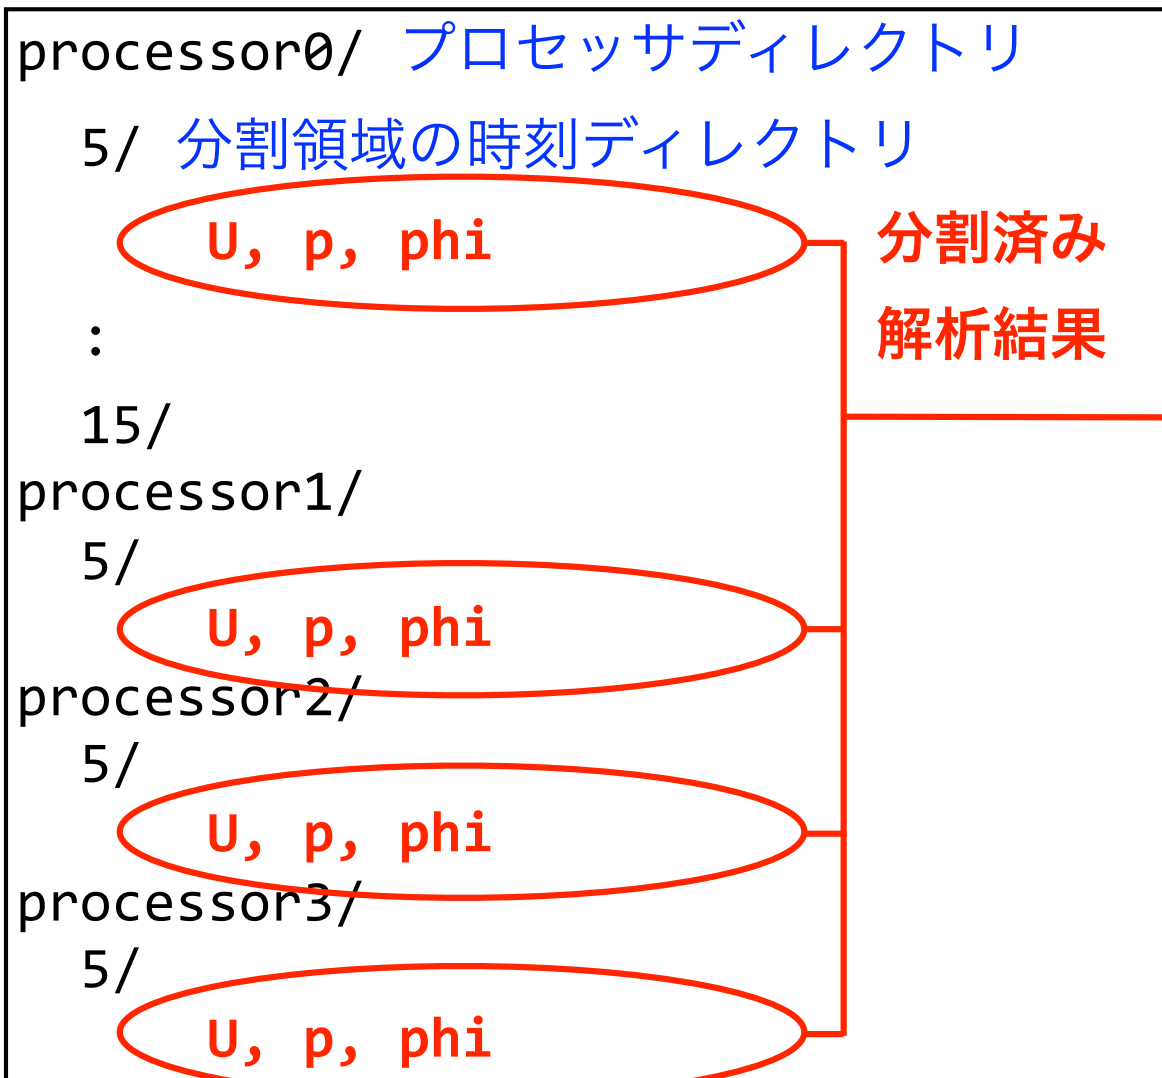 processor0/ プロセッサディレクトリ
5/ 分割領域の時刻ディレクトリ
U, p, phi
分割済み
解析結果
:
15/
processor1/
5/
U, p, phi
processor2/
5/
U, p, phi
processor3/
5/
U, p, phi